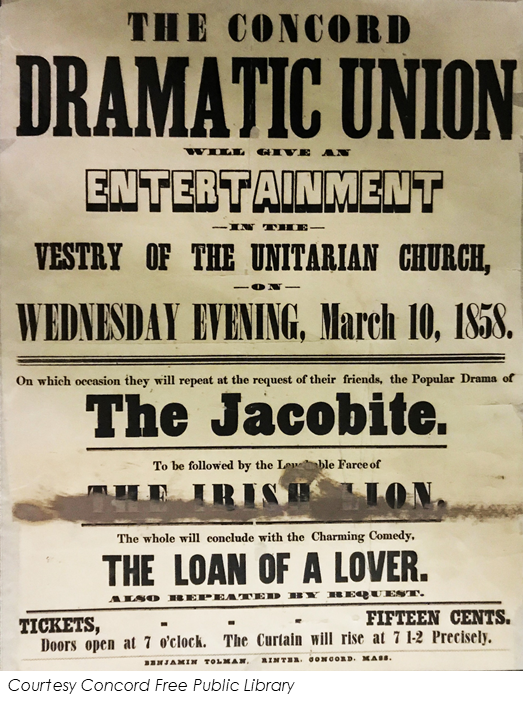 THE CONCORD
DRAMATIC UNION
WILL GIVE AN
ENTERTAINMENT
—IN THE—
VESTRY OF THE UNITARIAN CHURCH,
—ON—
WEDNESDAY EVENING, March 10, 1858.
On which occasion they will repeat at the request of their friends, the Popular Drama of
The Jacobite.
To be followed by the Farce of
THE IRISH LION.
The whole will conclude with the Charming Comedy,
THE LOAN OF A LOVER.
ALSO REPEATED BY REQUEST.
TICKETS, - - - FIFTEEN CENTS.
Doors open at 7 o'clock. The Curtain will rise at 7 1-2 Precisely.
BENJAMIN TOLMAN, RINTER, CONCORD, MASS.
Courtesy Concord Free Public Library